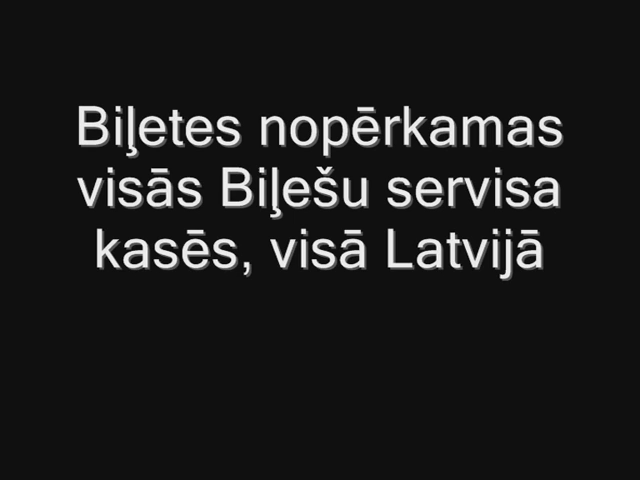 Biļetes nopērkamas
visās Biļešu servisa
kasēs, visā Latvijā